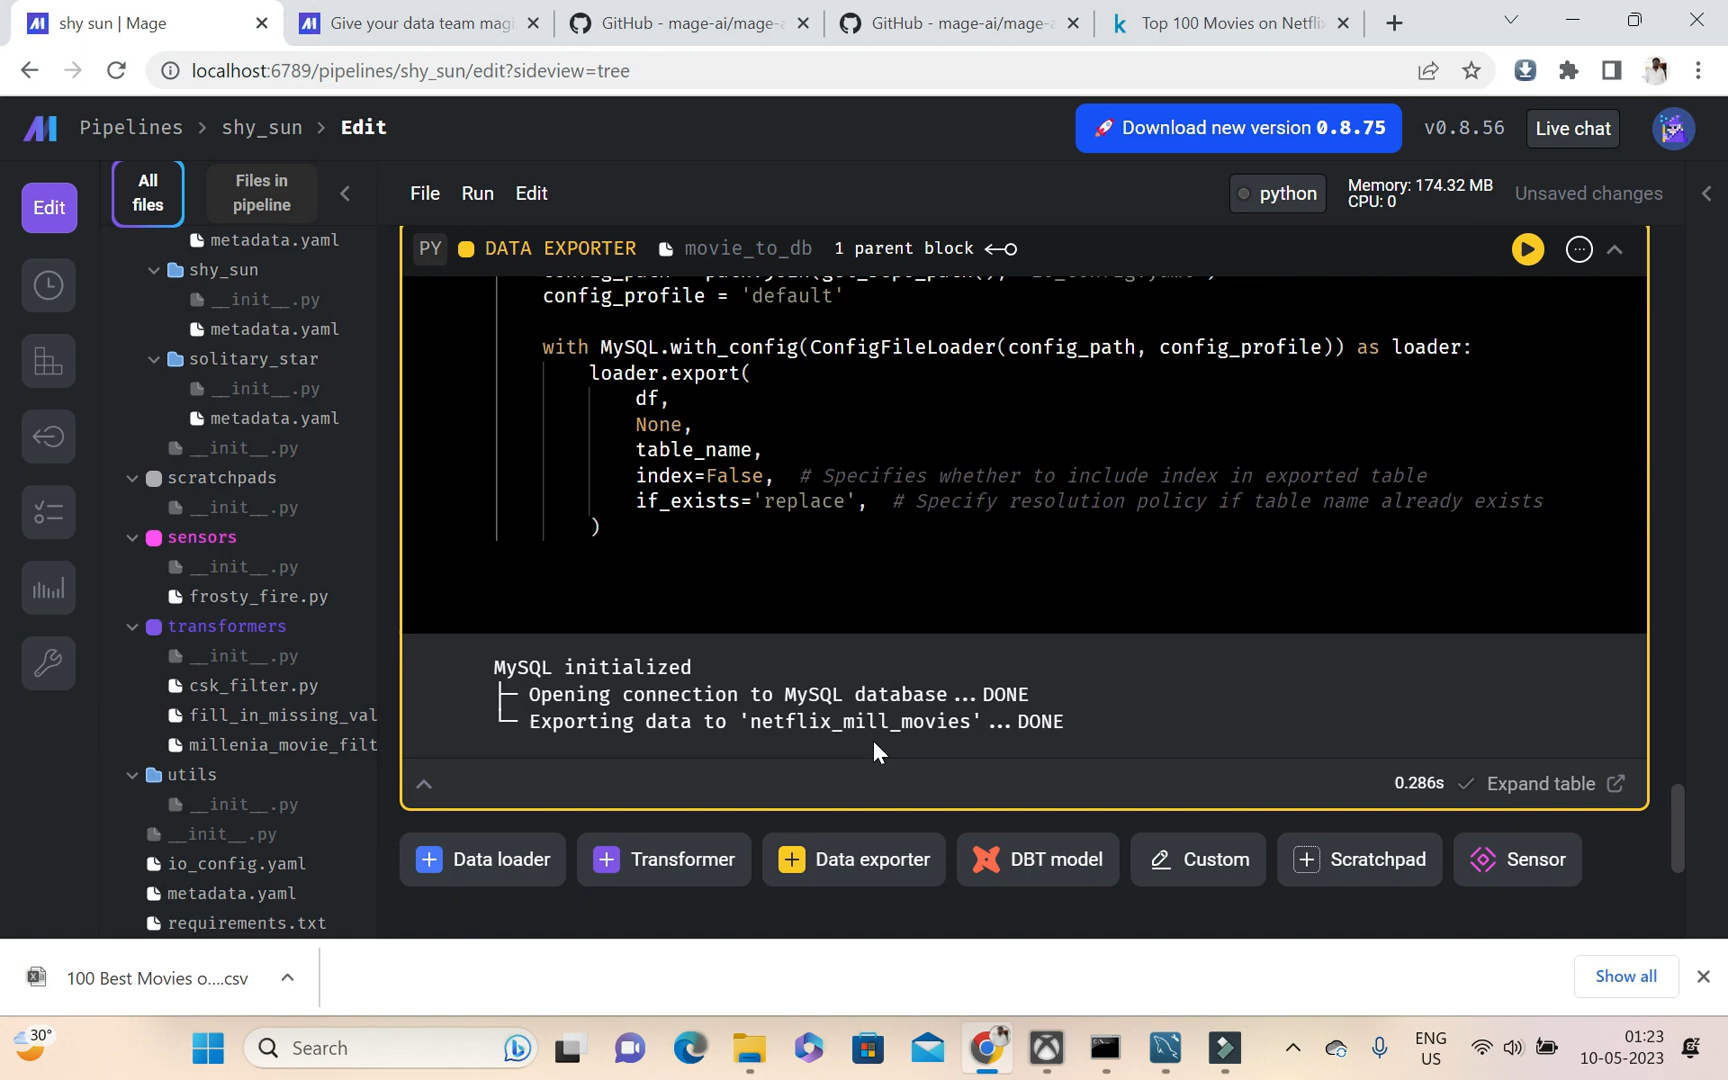 shy sun | Mage
Give your data team magi
GitHub - mage-ai/mage-
GitHub - mage-ai/mage-
k Top 100 Movies on Netfli
localhost:6789/pipelines/shy_sun/edit?sideview=tree
Pipelines > shy_sun > Edit
Download new version 0.8.75
v0.8.56
Live chat
Edit
All files
Files in pipeline
File Run Edit
python
Memory: 174.32 MB
CPU: 0
Unsaved changes
metadata.yaml
shy_sun
__init__.py
metadata.yaml
solitary_star
__init__.py
metadata.yaml
__init__.py
scratchpads
__init__.py
sensors
__init__.py
frosty_fire.py
transformers
__init__.py
csk_filter.py
fill_in_missing_val
millenia_movie_filt
utils
__init__.py
__init__.py
io_config.yaml
metadata.yaml
requirements.txt
PY DATA EXPORTER movie_to_db 1 parent block
config_profile = 'default'
with MySQL.with_config(ConfigFileLoader(config_path, config_profile)) as loader:
loader.export(
df,
None,
table_name,
index=False, # Specifies whether to include index in exported table
if_exists='replace', # Specify resolution policy if table name already exists
)
MySQL initialized
├─ Opening connection to MySQL database... DONE
└─ Exporting data to 'netflix_mill_movies'... DONE
0.286s
Expand table
+ Data loader
+ Transformer
+ Data exporter
DBT model
Custom
+ Scratchpad
Sensor
100 Best Movies o....csv
Show all
30°
Search
ENG
US
01:23
10-05-2023